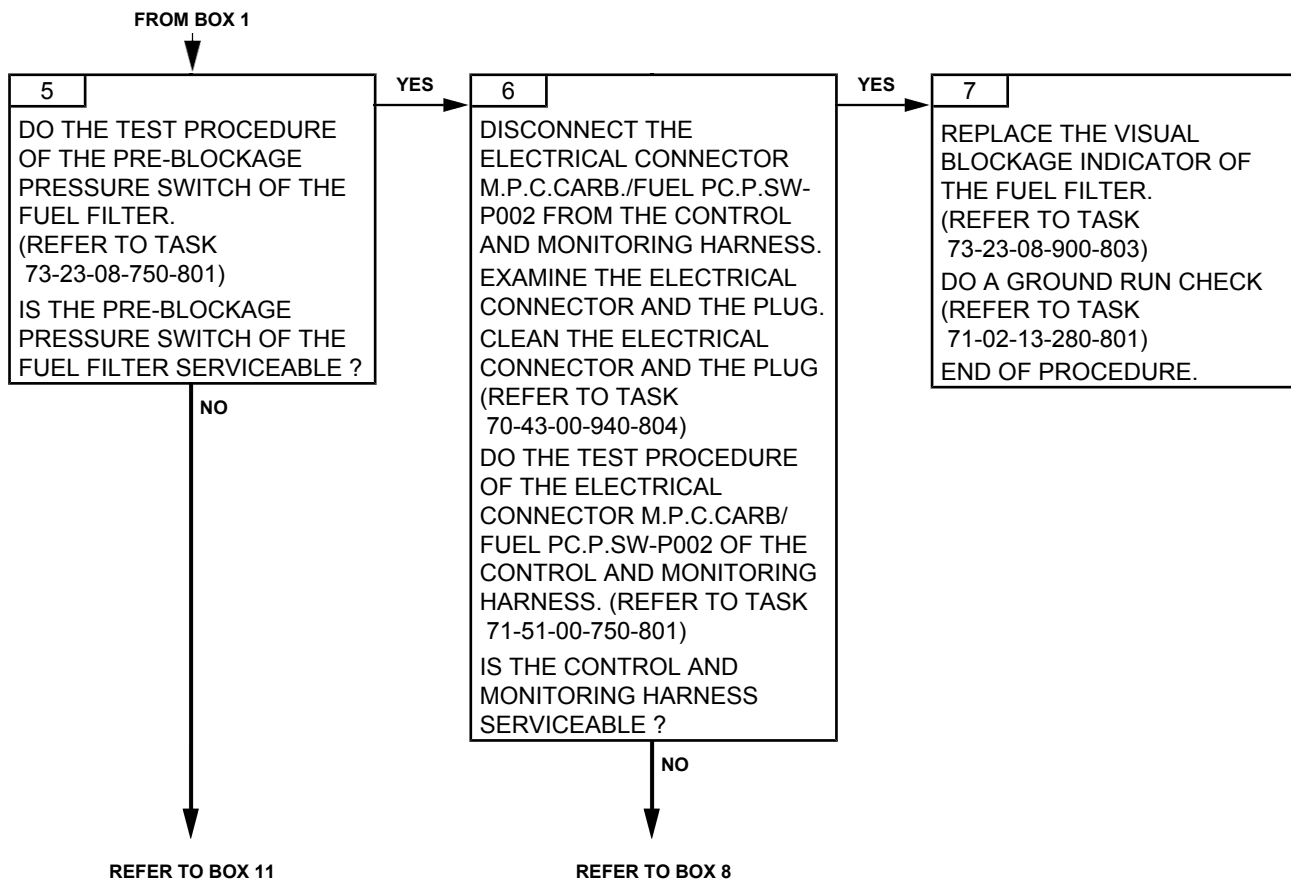 FROM BOX 1
5
DO THE TEST PROCEDURE
OF THE PRE-BLOCKAGE
PRESSURE SWITCH OF THE
FUEL FILTER.
(REFER TO TASK
73-23-08-750-801)
IS THE PRE-BLOCKAGE
PRESSURE SWITCH OF THE
FUEL FILTER SERVICEABLE ?
YES
NO
REFER TO BOX 11
6
DISCONNECT THE
ELECTRICAL CONNECTOR
M.P.C.CARB./FUEL PC.P.SW-
P002 FROM THE CONTROL
AND MONITORING HARNESS.
EXAMINE THE ELECTRICAL
CONNECTOR AND THE PLUG.
CLEAN THE ELECTRICAL
CONNECTOR AND THE PLUG
(REFER TO TASK
70-43-00-940-804)
DO THE TEST PROCEDURE
OF THE ELECTRICAL
CONNECTOR M.P.C.CARB/
FUEL PC.P.SW-P002 OF THE
CONTROL AND MONITORING
HARNESS. (REFER TO TASK
71-51-00-750-801)
IS THE CONTROL AND
MONITORING HARNESS
SERVICEABLE ?
YES
NO
REFER TO BOX 8
7
REPLACE THE VISUAL
BLOCKAGE INDICATOR OF
THE FUEL FILTER.
(REFER TO TASK
73-23-08-900-803)
DO A GROUND RUN CHECK
(REFER TO TASK
71-02-13-280-801)
END OF PROCEDURE.